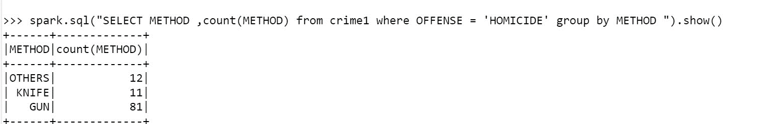 >>> spark.sql("SELECT METHOD ,count(METHOD) from crime1 where OFFENSE = 'HOMICIDE' group by METHOD ").show()
+------+-------------+
|METHOD|count(METHOD)|
+------+-------------+
|OTHERS|           12|
| KNIFE|           11|
|   GUN|           81|
+------+-------------+